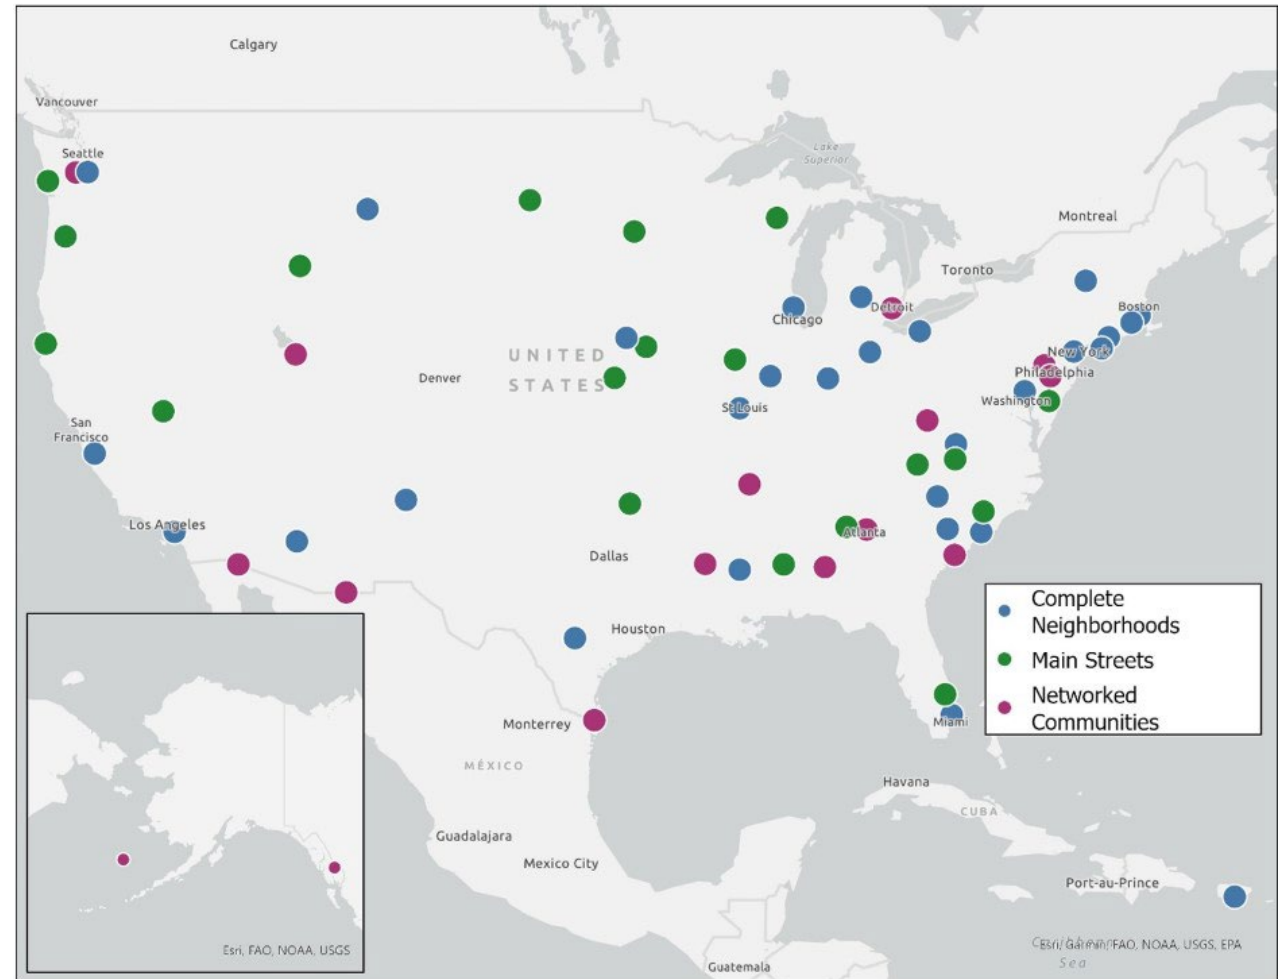 Calgary
Vancouver
Seattle
Lake
Superior
Montreal
Toronto
Boston
Detroit
Chicago
New York
UNITED
STATES
Denver
Philadelphia
Washington
St Louis
San
Francisco
Los Angeles
Atlanta
Dallas
Houston
Complete
Neighborhoods
Main Streets
Networked
Communities
Monterrey
Miami
MÉXICO
Havana
CUBA
Guadalajara
Mexico City
Port-au-Prince
Esri, FAO, NOAA, USGS
Esri, Garmin, FAO, NOAA, USGS, EPA
Caribbean
Sea
Guatemala